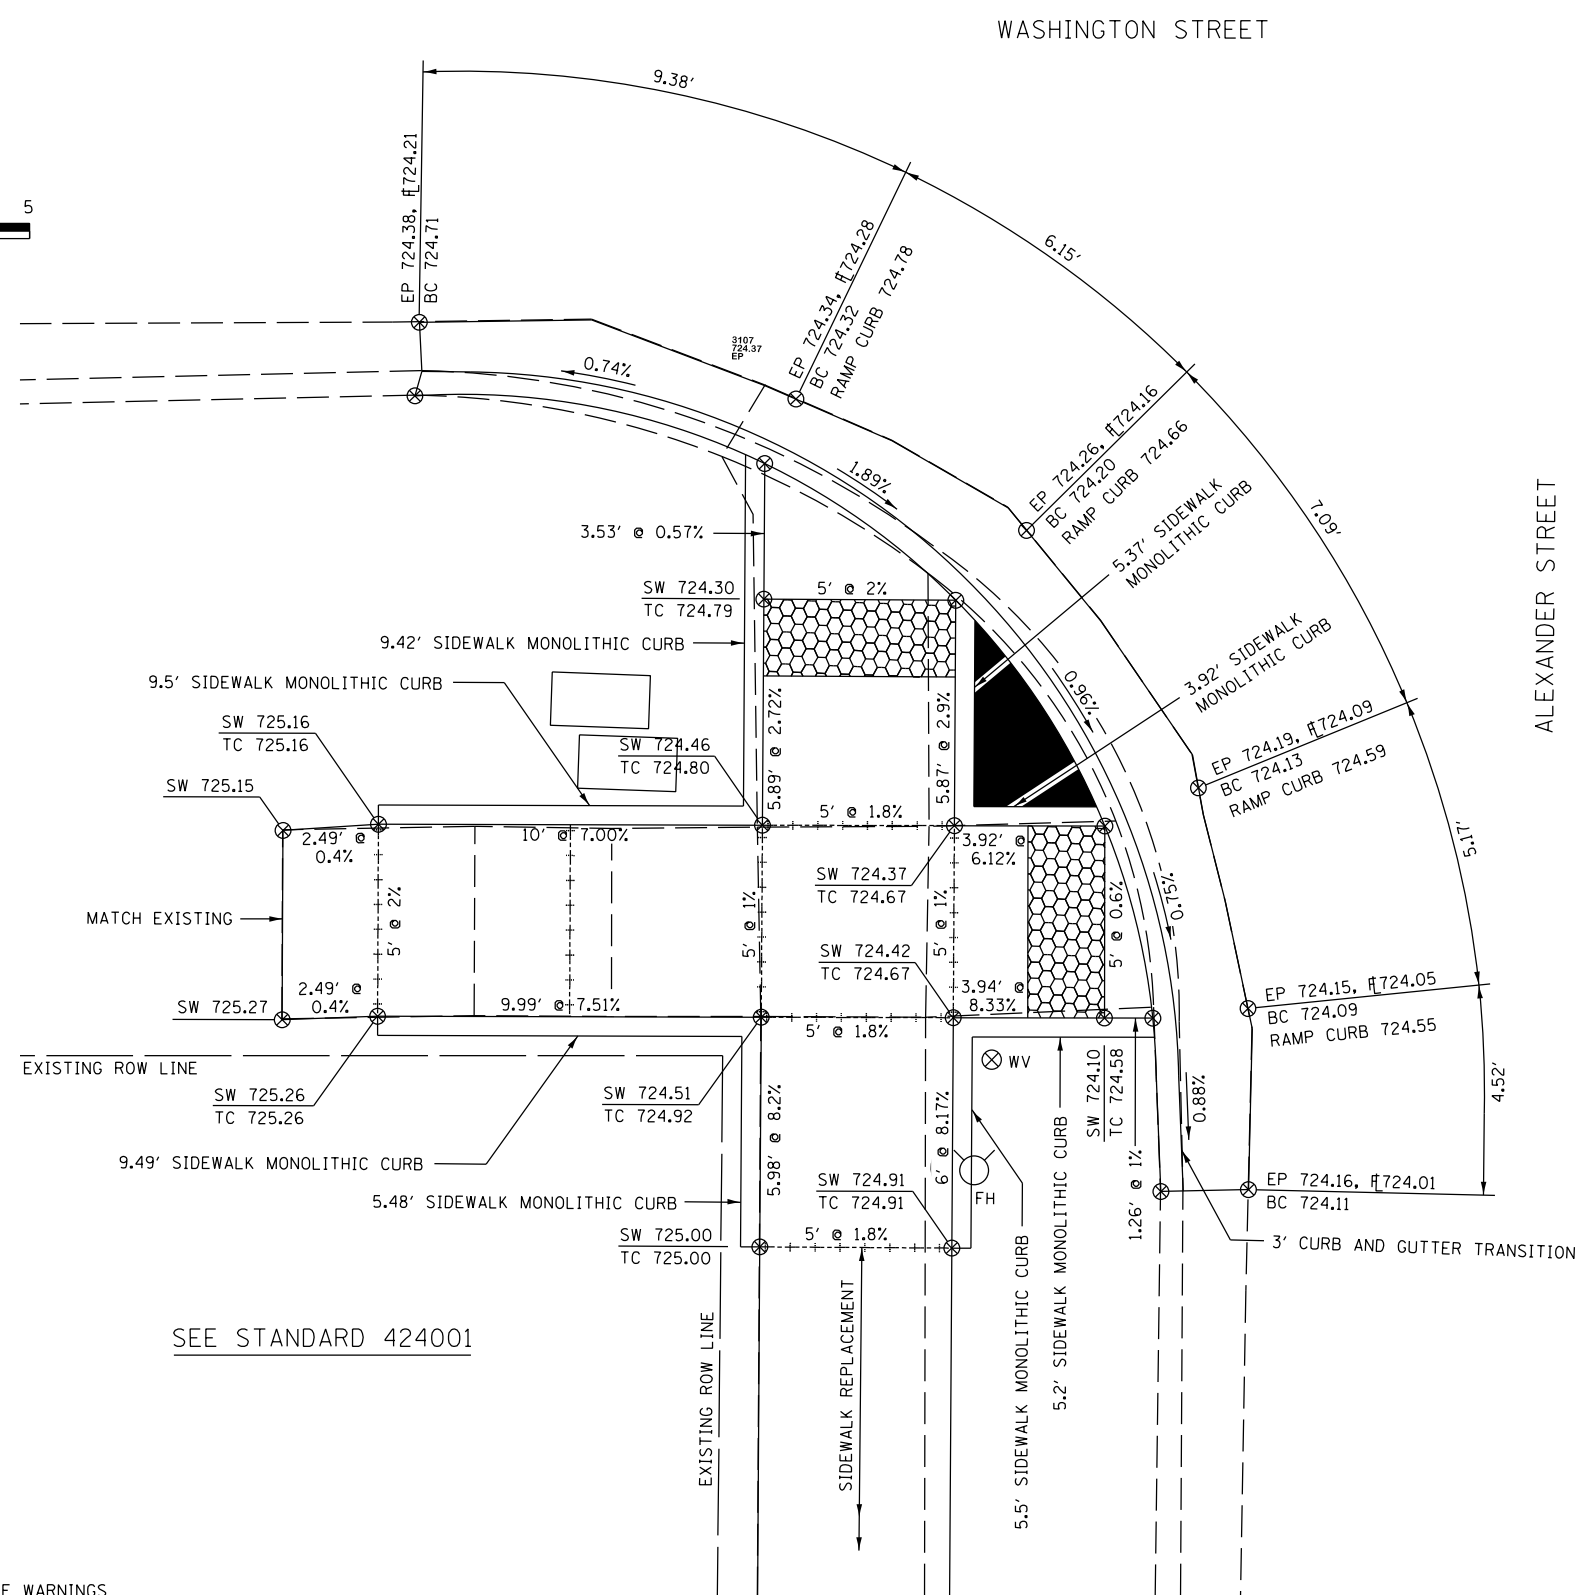 WASHINGTON STREET
9.38′
6.15′
7.09′
5.17′
4.52′
ALEXANDER STREET
5
EP 724.38, ℄724.21
BC 724.71
EP 724.34, ℄724.28
BC 724.32
RAMP CURB 724.78
3107
724.37
EP
0.74%
1.89%
EP 724.26, ℄724.16
BC 724.20
RAMP CURB 724.66
5.37′ SIDEWALK
MONOLITHIC CURB
3.92′ SIDEWALK
MONOLITHIC CURB
0.96%
EP 724.19, ℄724.09
BC 724.13
RAMP CURB 724.59
3.53′ @ 0.57%
SW 724.30
TC 724.79
5′ @ 2%
9.42′ SIDEWALK MONOLITHIC CURB
9.5′ SIDEWALK MONOLITHIC CURB
SW 725.16
TC 725.16
SW 724.46
TC 724.80
5.89′ @ 2.72%
5.87′ @ 2.9%
SW 725.15
2.49′ @
0.4%
10′ @ 7.00%
5′ @ 1.8%
3.92′ @
6.12%
SW 724.37
TC 724.67
MATCH EXISTING
5′ @ 2%
5′ @ 1%
5′ @ 1%
5′ @ 0.6%
0.75%
SW 724.42
TC 724.67
2.49′ @
0.4%
9.99′ @ 7.51%
3.94′ @
8.33%
SW 725.27
5′ @ 1.8%
EP 724.15, ℄724.05
BC 724.09
RAMP CURB 724.55
EXISTING ROW LINE
SW 725.26
TC 725.26
SW 724.51
TC 724.92
WV
SW 724.10
TC 724.58
0.88%
5.98′ @ 8.2%
6′ @ 8.17%
9.49′ SIDEWALK MONOLITHIC CURB
5.48′ SIDEWALK MONOLITHIC CURB
SW 724.91
TC 724.91
FH
1.26′ @ 1%
EP 724.16, ℄724.01
BC 724.11
SW 725.00
TC 725.00
5′ @ 1.8%
3′ CURB AND GUTTER TRANSITION
5.5′ SIDEWALK MONOLITHIC CURB
5.2′ SIDEWALK MONOLITHIC CURB
SEE STANDARD 424001
EXISTING ROW LINE
SIDEWALK REPLACEMENT
E WARNINGS